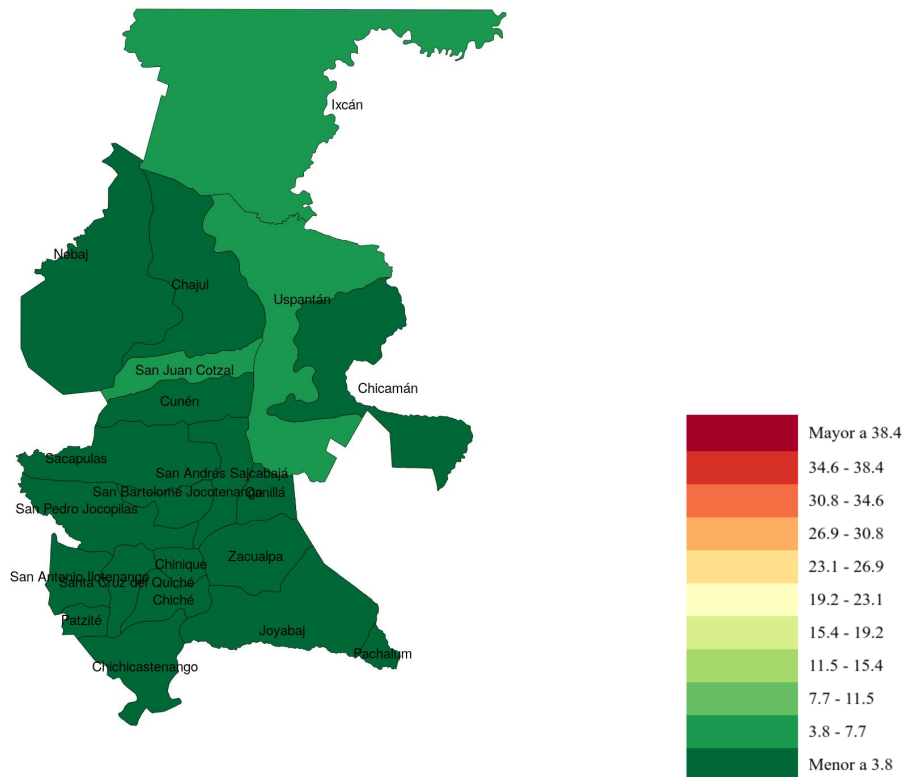 Ixcán
Nebaj
Chajul
Uspantán
San Juan Cotzal
Chicamán
Cunén
Sacapulas
San Andrés Sajcabajá
San Bartolomé Jocotenango
Canillá
San Pedro Jocopilas
Zacualpa
Chinique
San Antonio Ilotenango
Santa Cruz del Quiché
Chiché
Patzité
Joyabaj
Pachalum
Chichicastenango
Mayor a 38.4
34.6 - 38.4
30.8 - 34.6
26.9 - 30.8
23.1 - 26.9
19.2 - 23.1
15.4 - 19.2
11.5 - 15.4
7.7 - 11.5
3.8 - 7.7
Menor a 3.8